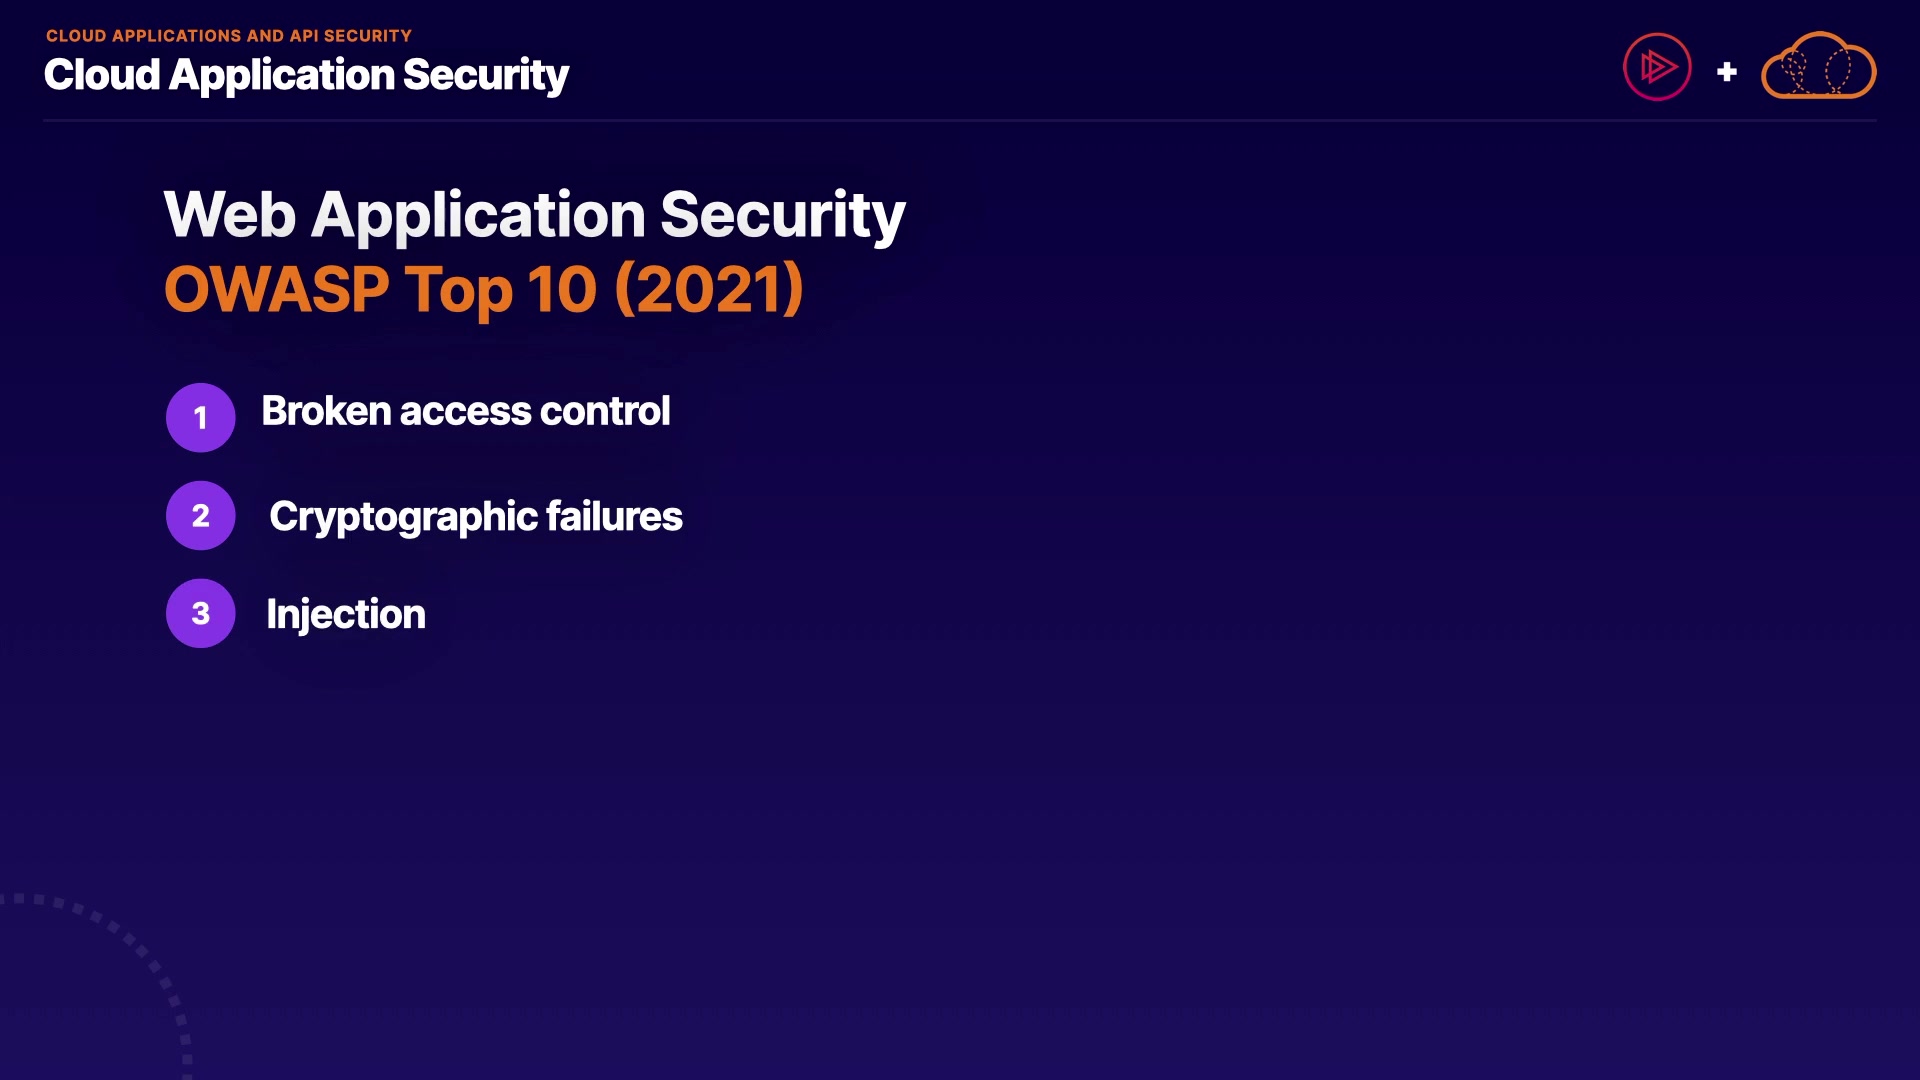 CLOUD APPLICATIONS AND API SECURITY
Cloud Application Security
+
Web Application Security
OWASP Top 10 (2021)
1 Broken access control
2 Cryptographic failures
3 Injection